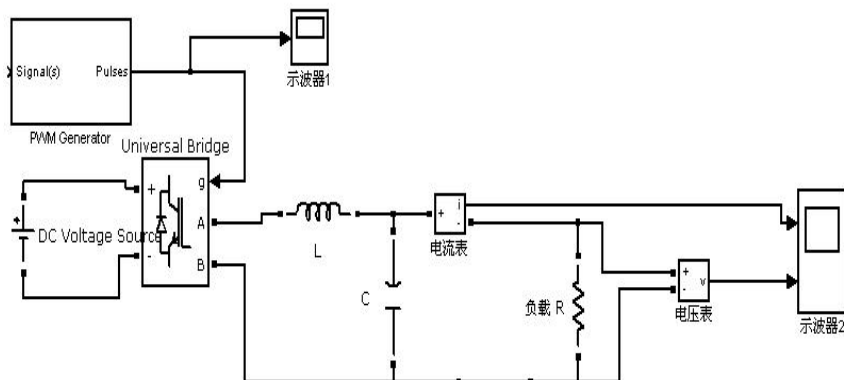 Signal(s)
Pulses
PWM Generator
示波器1
Universal Bridge
g
+
A
-
B
+
DC Voltage Source
L
C
+
i
-
电流表
负载 R
+
-
v
电压表
示波器2